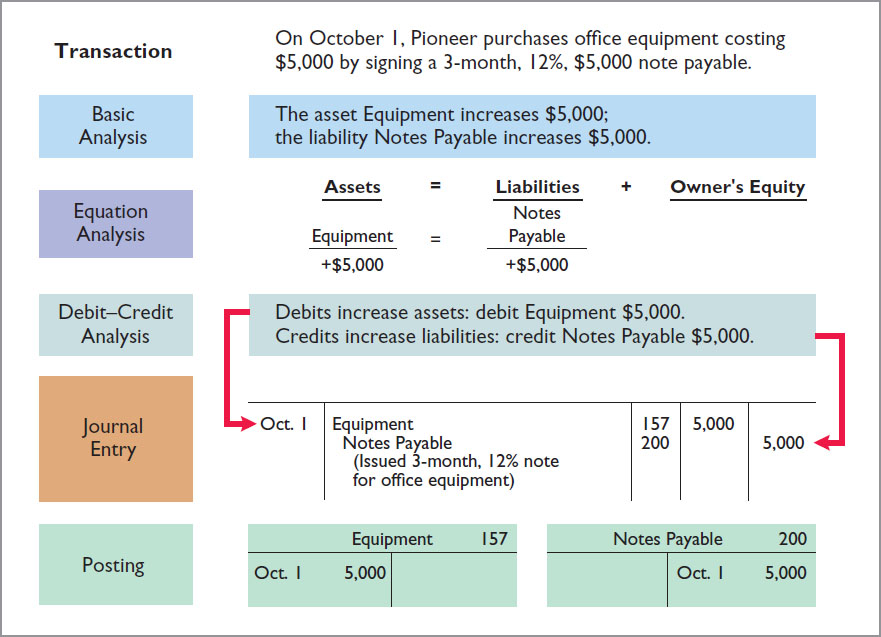 Transaction
On October 1, Pioneer purchases office equipment costing
$5,000 by signing a 3-month, 12%, $5,000 note payable.
Basic
Analysis
The asset Equipment increases $5,000;
the liability Notes Payable increases $5,000.
Equation
Analysis
Assets = Liabilities + Owner's Equity
Notes
Equipment = Payable
+$5,000 +$5,000
Debit–Credit
Analysis
Debits increase assets: debit Equipment $5,000.
Credits increase liabilities: credit Notes Payable $5,000.
Journal
Entry
Oct. 1 Equipment 157 5,000
Notes Payable 200 5,000
(Issued 3-month, 12% note
for office equipment)
Posting
Equipment 157
Oct. 1 5,000
Notes Payable 200
Oct. 1 5,000